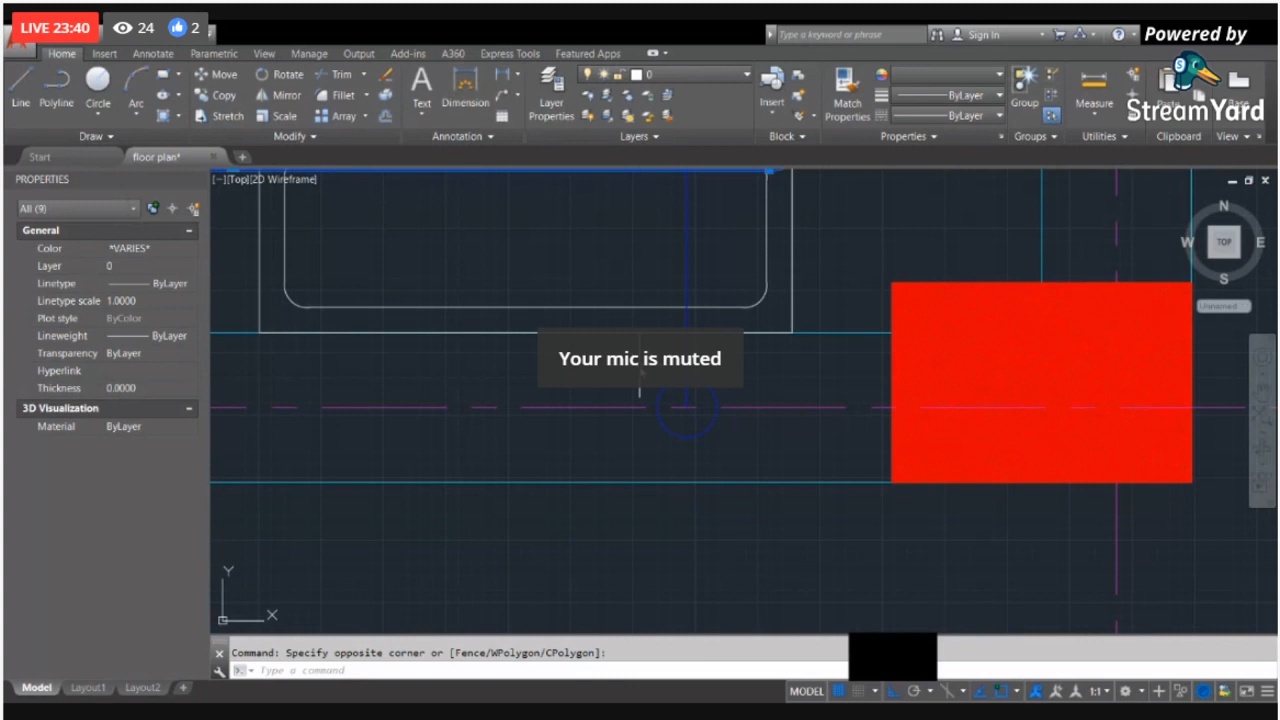 LIVE 23:40 24 2
Type a keyword or phrase Sign In
Powered by
StreamYard
Home Insert Annotate Parametric View Manage Output Add-ins A360 Express Tools Featured Apps
Move Rotate Trim 0
Line Polyline Circle Arc Copy Mirror Fillet Text Dimension Layer Properties Insert Match Properties ByLayer Group Measure Paste Base
Stretch Scale Array ByLayer
Draw Modify Annotation Layers Block Properties Groups Utilities Clipboard View
Start floor plan*
PROPERTIES
[−][Top][2D Wireframe]
All (9)
General
Color *VARIES*
Layer 0
Linetype ByLayer
Linetype scale 1.0000
Plot style ByColor
Lineweight ByLayer
Transparency ByLayer
Hyperlink
Thickness 0.0000
3D Visualization
Material ByLayer
N
W TOP E
S
Unnamed
Your mic is muted
Y
X
Command: Specify opposite corner or [Fence/WPolygon/CPolygon]:
Type a command
Model Layout1 Layout2 +
MODEL 1:1